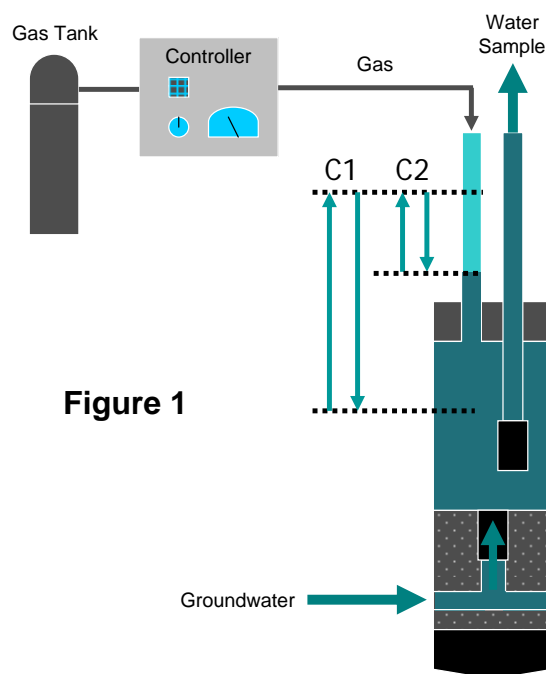 Gas Tank
Controller
Gas
Water
Sample
C1
C2
Figure 1
Groundwater